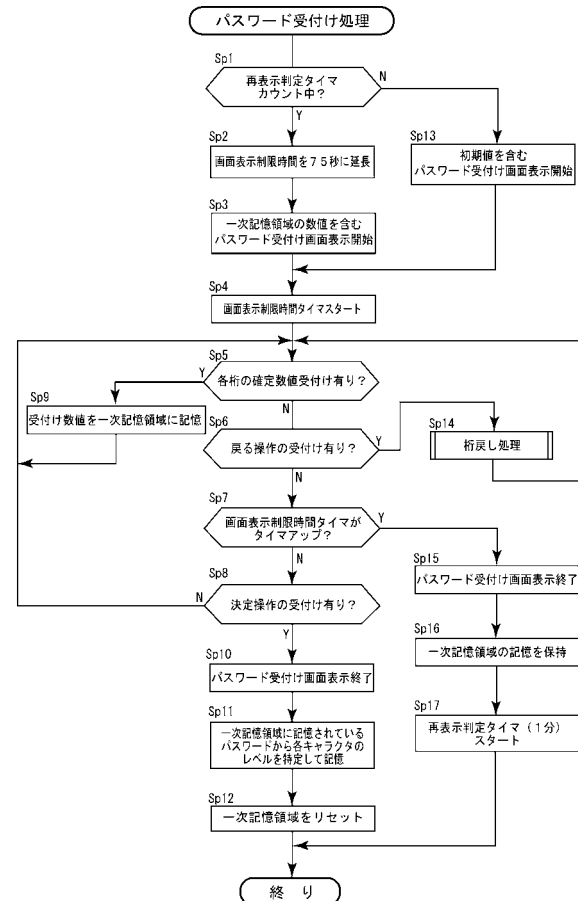 パスワード受付け処理
Sp1
再表示判定タイマ
カウント中？
N
Y
Sp2
画面表示制限時間を７５秒に延長
Sp13
初期値を含む
パスワード受付け画面表示開始
Sp3
一次記憶領域の数値を含む
パスワード受付け画面表示開始
Sp4
画面表示制限時間タイマスタート
Sp5
各桁の確定数値受付け有り？
Y
N
Sp9
受付け数値を一次記憶領域に記憶
Sp6
戻る操作の受付け有り？
Y
N
Sp14
桁戻し処理
Sp7
画面表示制限時間タイマが
タイマアップ？
Y
N
Sp8
決定操作の受付け有り？
N
Y
Sp15
パスワード受付け画面表示終了
Sp10
パスワード受付け画面表示終了
Sp16
一次記憶領域の記憶を保持
Sp11
一次記憶領域に記憶されている
パスワードから各キャラクタの
レベルを特定して記憶
Sp17
再表示判定タイマ（１分）
スタート
Sp12
一次記憶領域をリセット
終 り